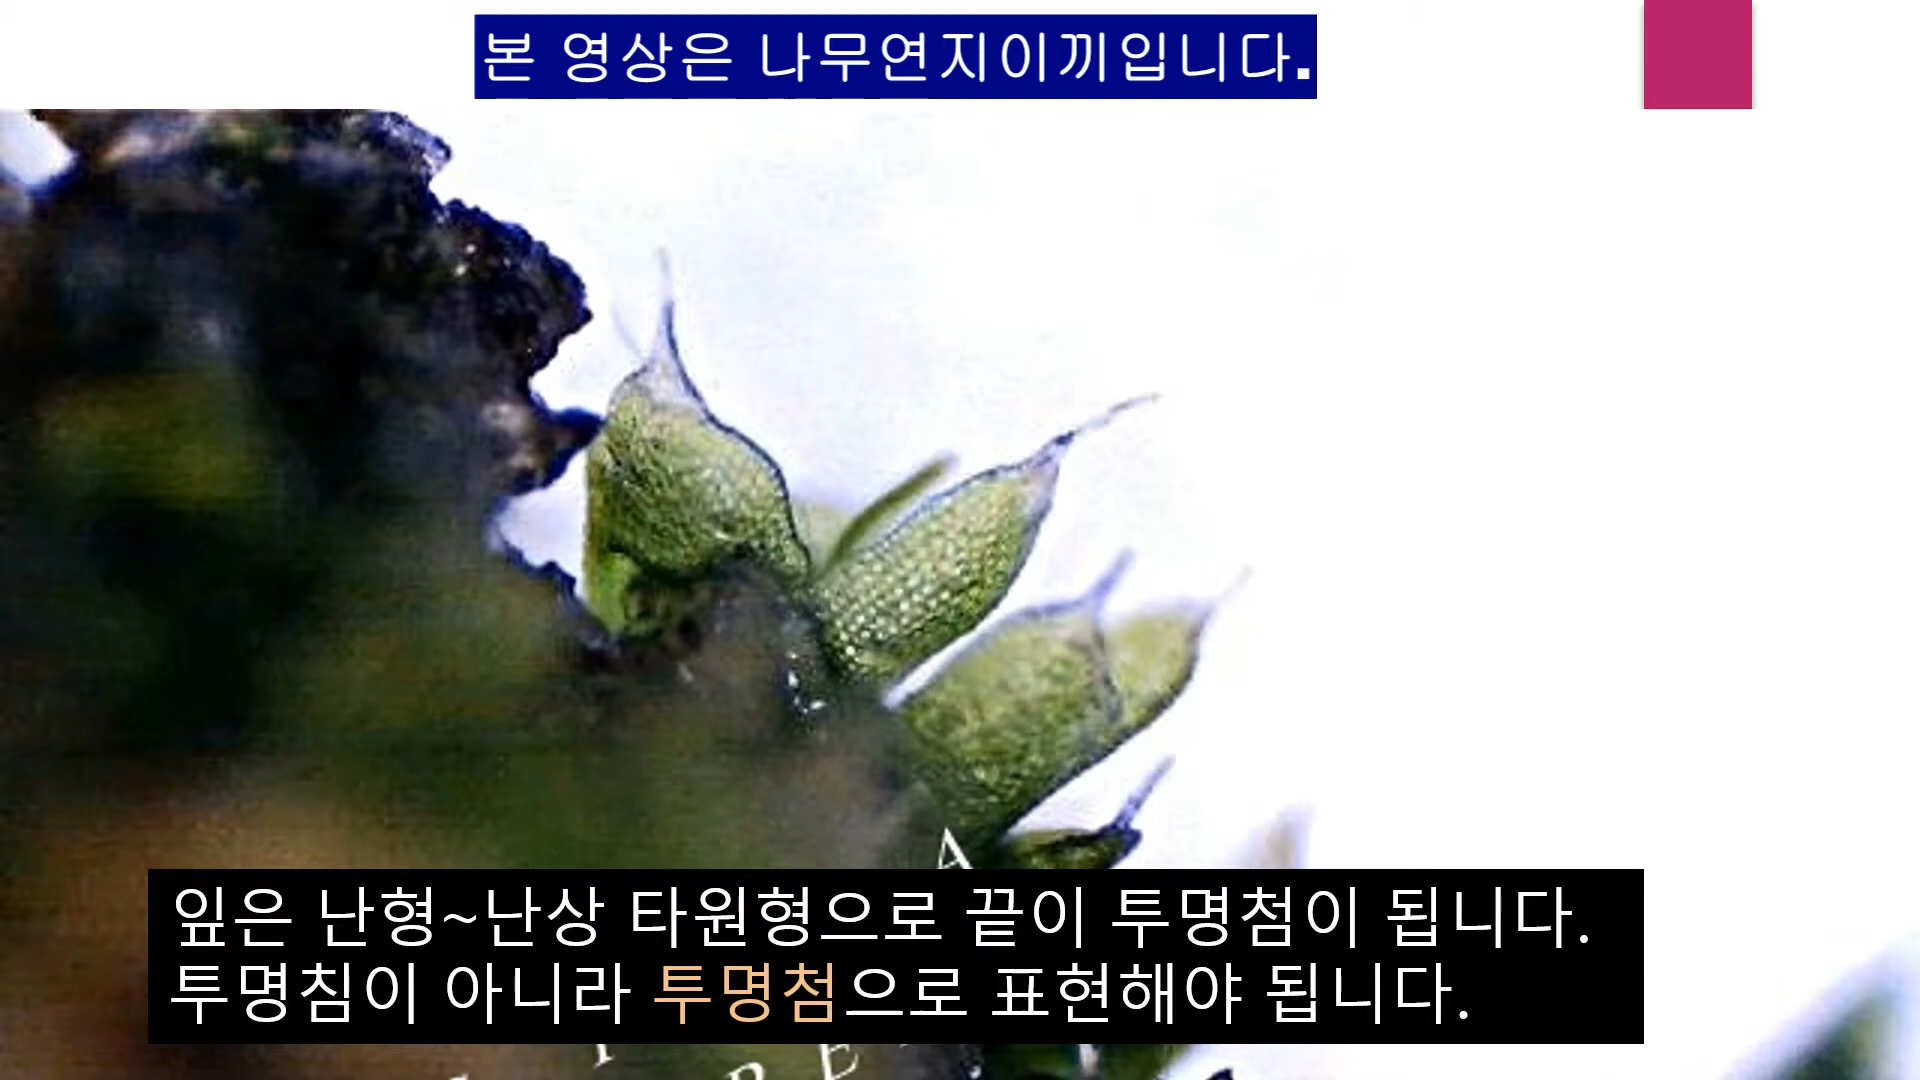 본 영상은 나무연지이끼입니다.
잎은 난형~난상 타원형으로 끝이 투명첨이 됩니다.
투명침이 아니라 투명첨으로 표현해야 됩니다.